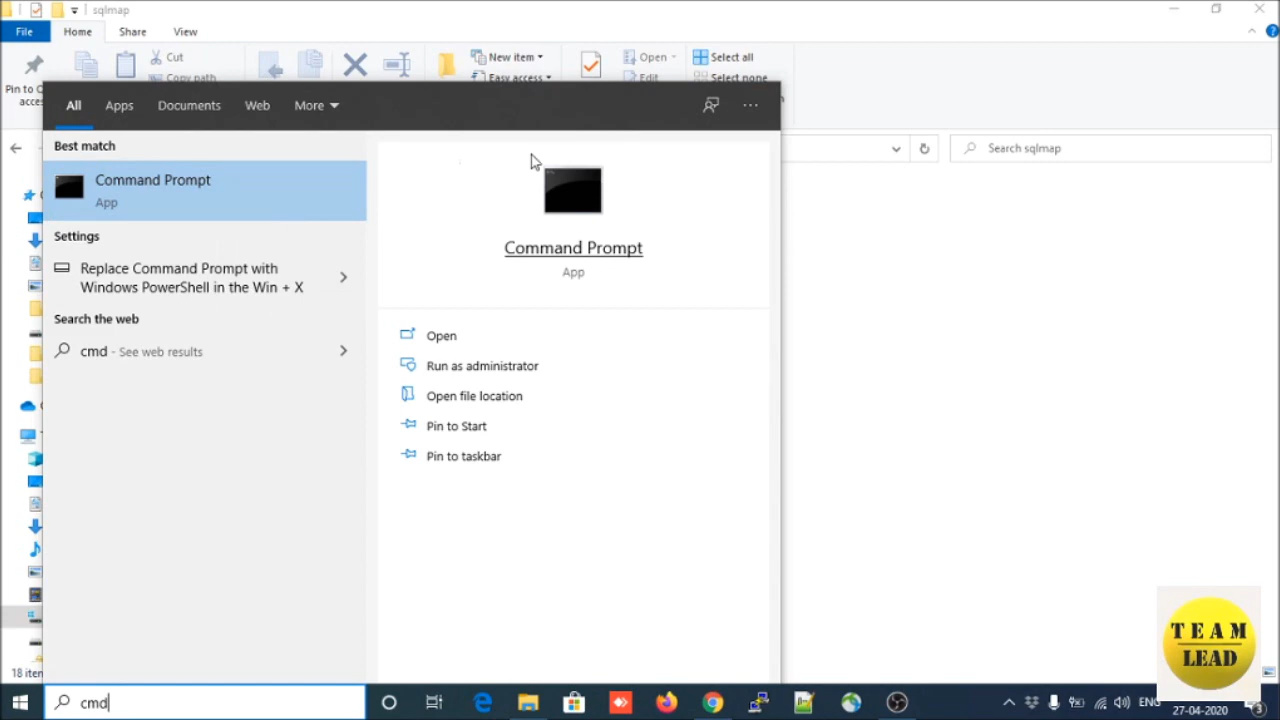 sqlmap
File
Home
Share
View
Cut
New item
Open
Select all
Copy path
Easy access
Edit
Select none
Pin to
acces
All
Apps
Documents
Web
More
Best match
Command Prompt
App
Search sqlmap
Settings
Replace Command Prompt with
Windows PowerShell in the Win + X
Search the web
cmd - See web results
Command Prompt
App
Open
Run as administrator
Open file location
Pin to Start
Pin to taskbar
TEAM
LEAD
18 iten
cmd
ENG
27-04-2020
3